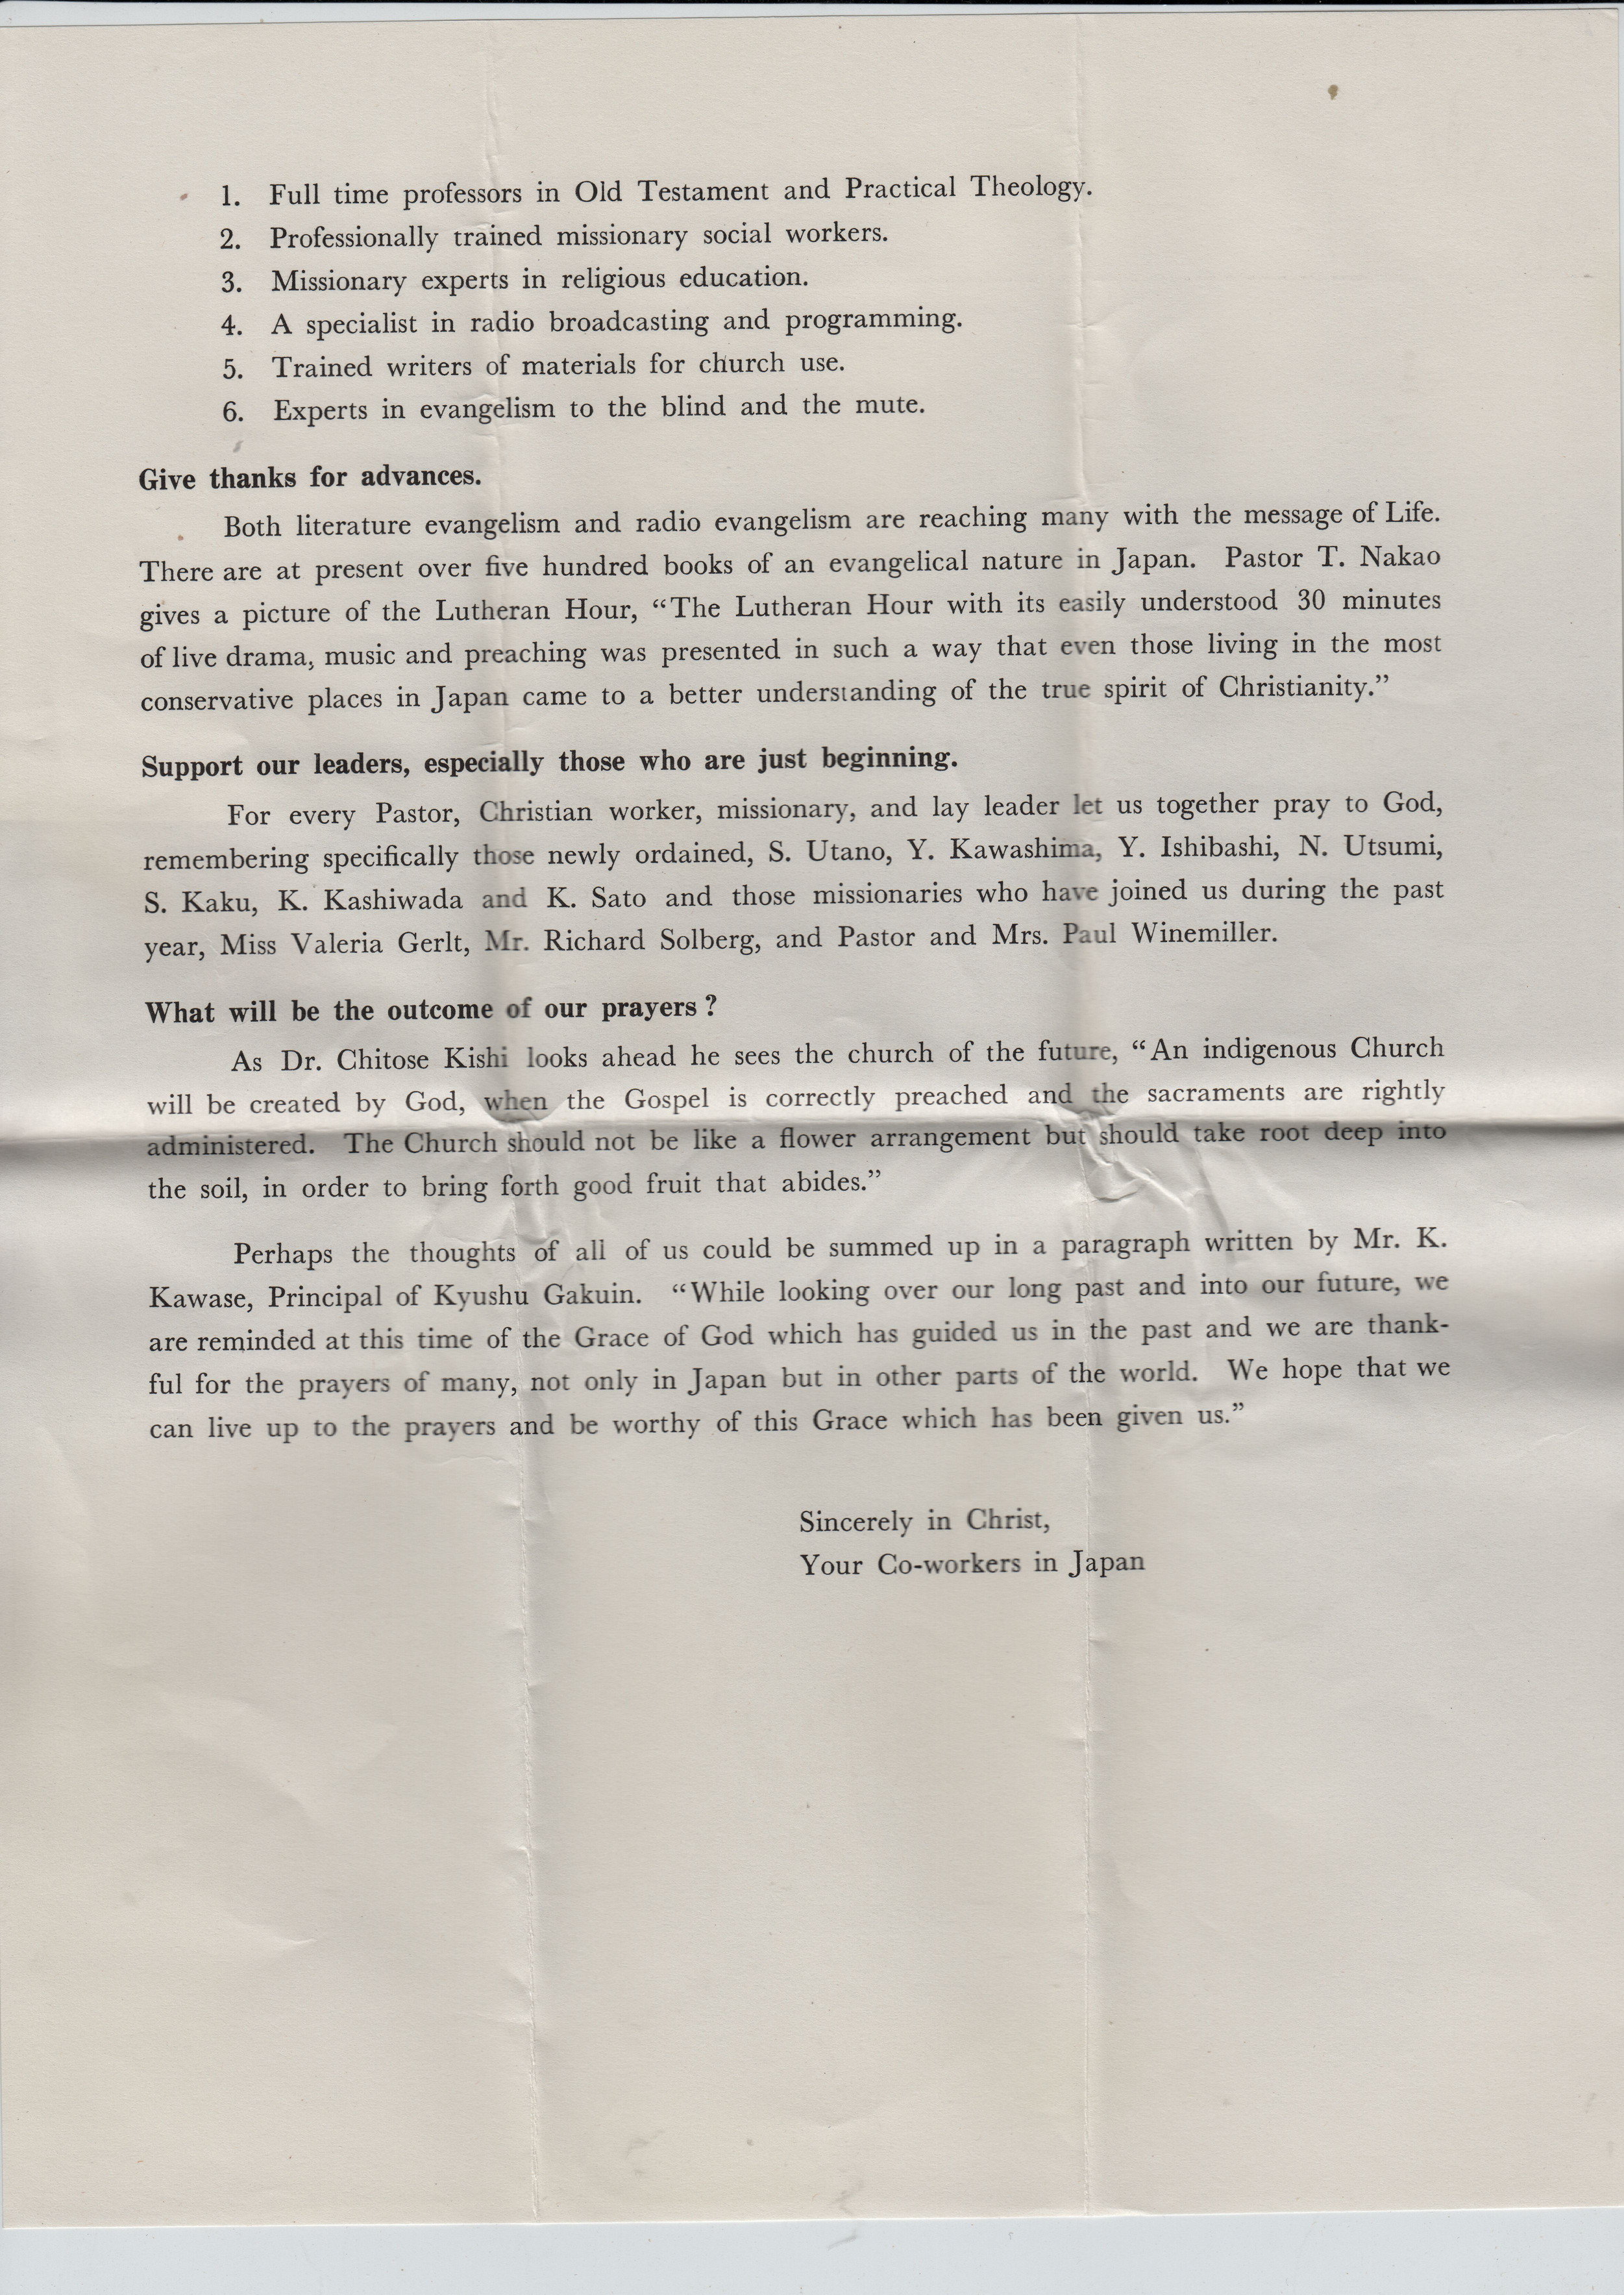 1. Full time professors in Old Testament and Practical Theology.
2. Professionally trained missionary social workers.
3. Missionary experts in religious education.
4. A specialist in radio broadcasting and programming.
5. Trained writers of materials for church use.
6. Experts in evangelism to the blind and the mute.
Give thanks for advances.
Both literature evangelism and radio evangelism are reaching many with the message of Life.
There are at present over five hundred books of an evangelical nature in Japan. Pastor T. Nakao
gives a picture of the Lutheran Hour, “The Lutheran Hour with its easily understood 30 minutes
of live drama, music and preaching was presented in such a way that even those living in the most
conservative places in Japan came to a better understanding of the true spirit of Christianity.”
Support our leaders, especially those who are just beginning.
For every Pastor, Christian worker, missionary, and lay leader let us together pray to God,
remembering specifically those newly ordained, S. Utano, Y. Kawashima, Y. Ishibashi, N. Utsumi,
S. Kaku, K. Kashiwada and K. Sato and those missionaries who have joined us during the past
year, Miss Valeria Gerlt, Mr. Richard Solberg, and Pastor and Mrs. Paul Winemiller.
What will be the outcome of our prayers ?
As Dr. Chitose Kishi looks ahead he sees the church of the future, “An indigenous Church
will be created by God, when the Gospel is correctly preached and the sacraments are rightly
administered. The Church should not be like a flower arrangement but should take root deep into
the soil, in order to bring forth good fruit that abides.”
Perhaps the thoughts of all of us could be summed up in a paragraph written by Mr. K.
Kawase, Principal of Kyushu Gakuin. “While looking over our long past and into our future, we
are reminded at this time of the Grace of God which has guided us in the past and we are thank-
ful for the prayers of many, not only in Japan but in other parts of the world. We hope that we
can live up to the prayers and be worthy of this Grace which has been given us.”
Sincerely in Christ,
Your Co-workers in Japan